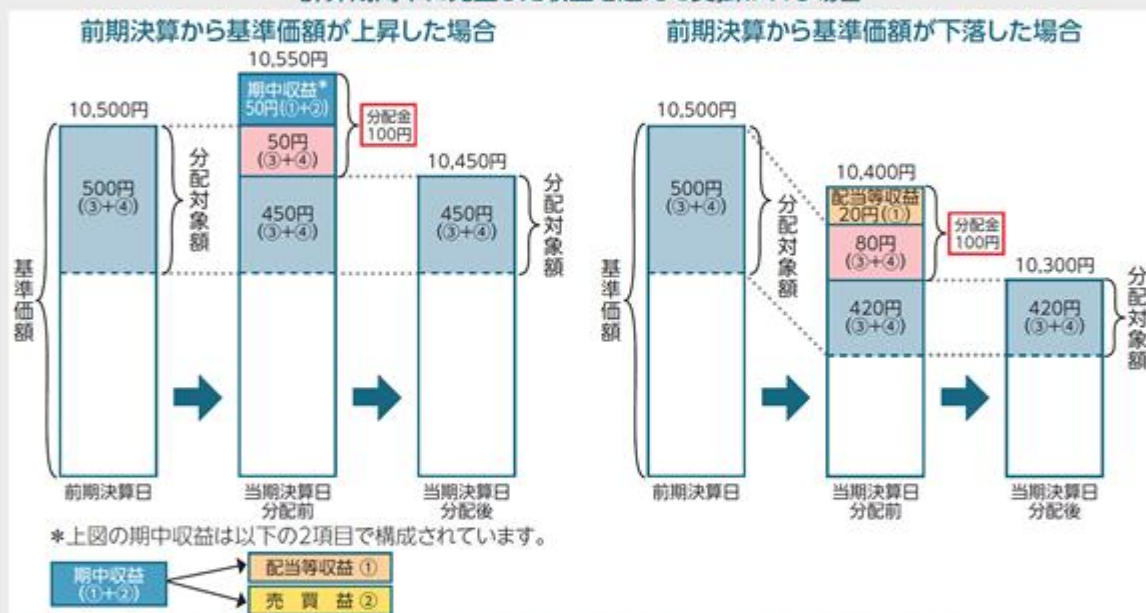 前期決算から基準価額が上昇した場合
10,550円
10,500円
期中収益*
50円(①+②)
分配金
100円
50円
(③+④)
10,450円
500円
(③+④)
分配対象額
450円
(③+④)
450円
(③+④)
分配対象額
基準価額
前期決算日
当期決算日
分配前
当期決算日
分配後
*上図の期中収益は以下の2項目で構成されています。
期中収益
(①+②)
配当等収益 ①
売 買 益 ②
前期決算から基準価額が下落した場合
10,500円
10,400円
配当等収益
20円(①)
分配金
100円
500円
(③+④)
分配対象額
80円
(③+④)
10,300円
420円
(③+④)
420円
(③+④)
分配対象額
基準価額
前期決算日
当期決算日
分配前
当期決算日
分配後